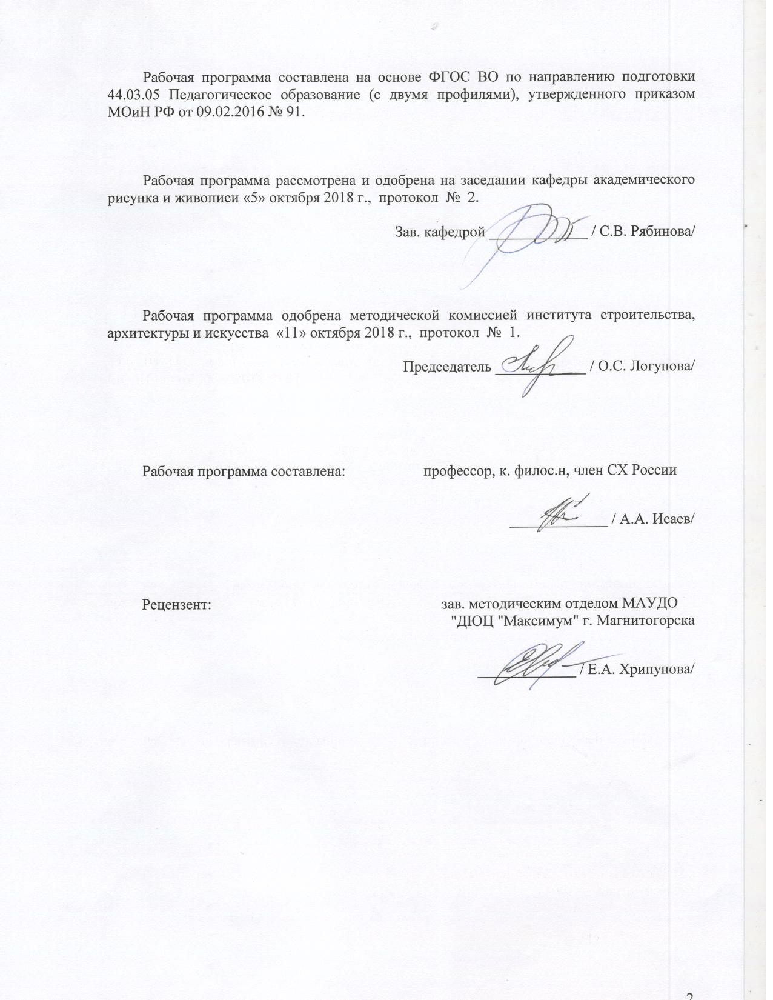 Рабочая программа составлена на основе ФГОС ВО по направлению подготовки
44.03.05 Педагогическое образование (с двумя профилями), утвержденного приказом
МОиН РФ от 09.02.2016 № 91.
Рабочая программа рассмотрена и одобрена на заседании кафедры академического
рисунка и живописи «5» октября 2018 г., протокол № 2.
Зав. кафедрой _____________ / С.В. Рябинова/
Рабочая программа одобрена методической комиссией института строительства,
архитектуры и искусства «11» октября 2018 г., протокол № 1.
Председатель ____________ / О.С. Логунова/
Рабочая программа составлена: профессор, к. филос.н, член СХ России
_____________ / А.А. Исаев/
Рецензент: зав. методическим отделом МАУДО
"ДЮЦ "Максимум" г. Магнитогорска
_____________ / Е.А. Хрипунова/
2